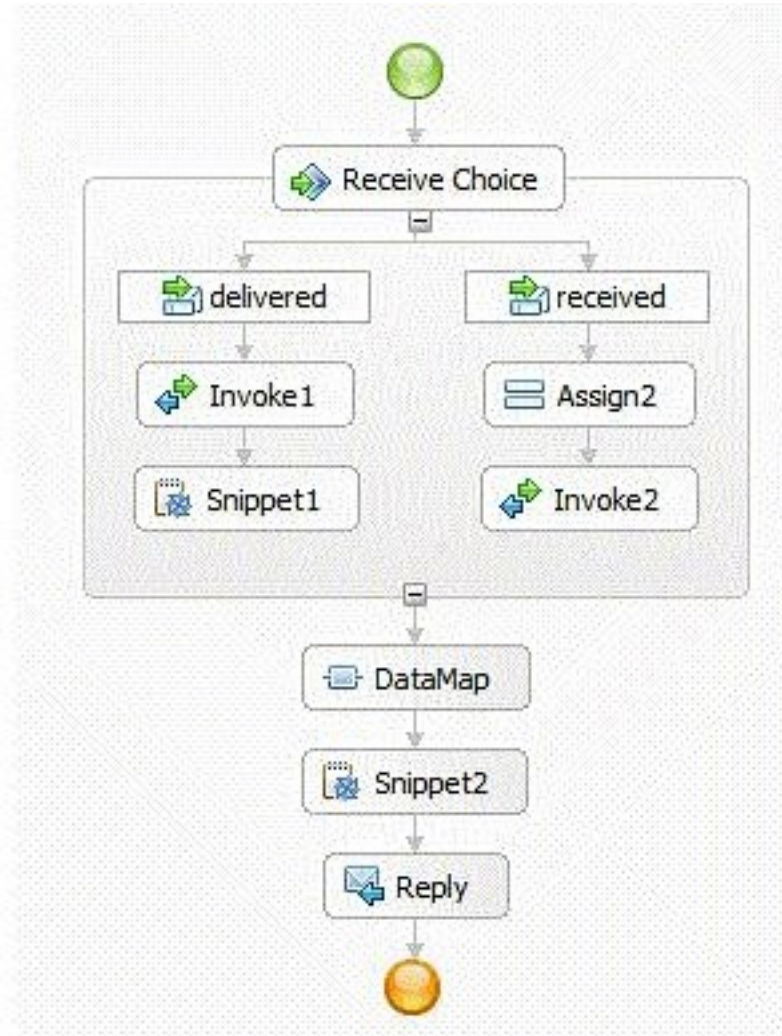 Receive Choice
delivered
received
Invoke1
Assign2
Snippet1
Invoke2
DataMap
Snippet2
Reply